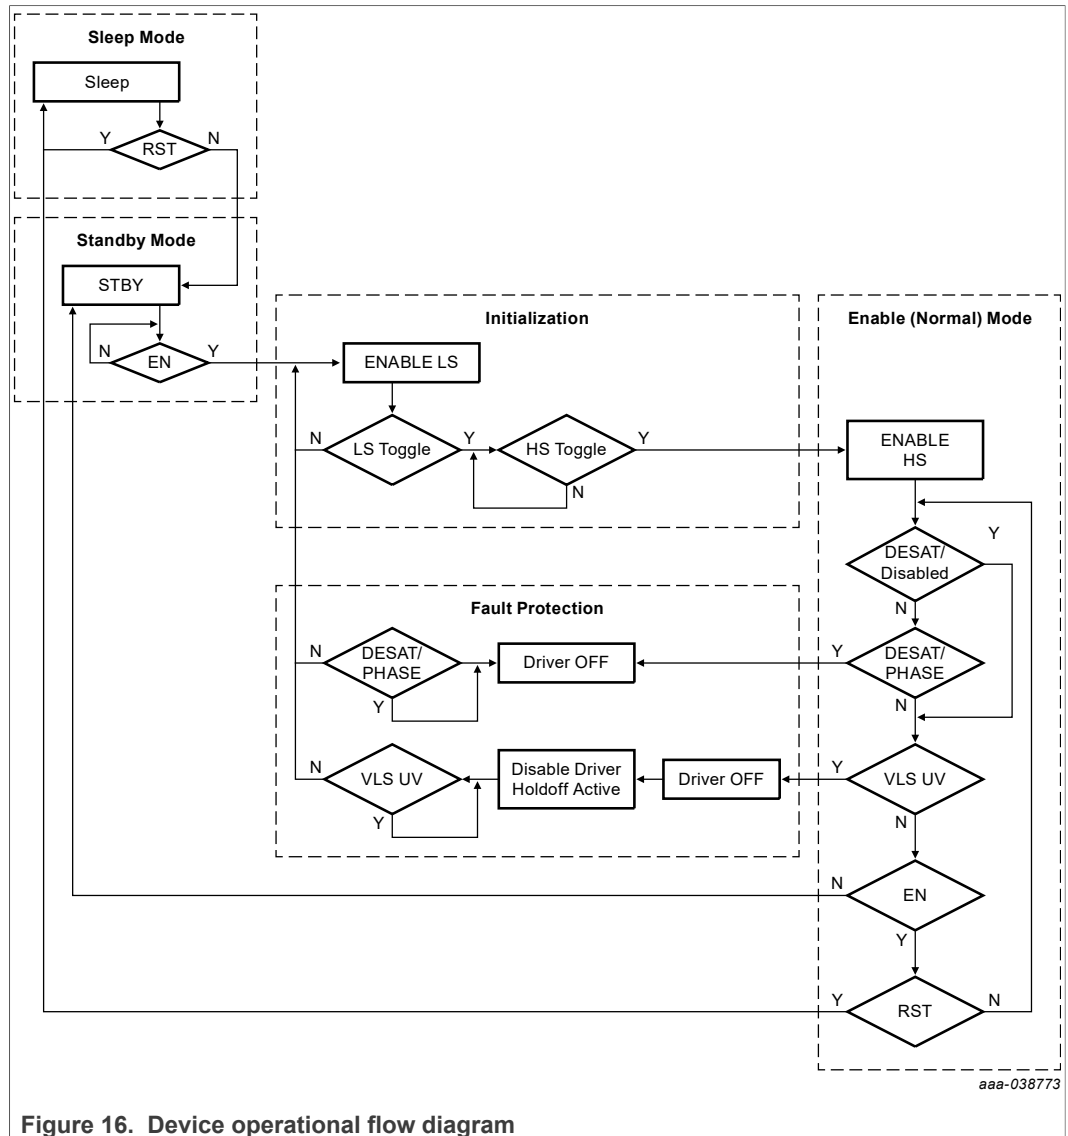 Sleep Mode
Sleep
Y
N
RST
Standby Mode
STBY
N
Y
EN
Initialization
ENABLE LS
N
LS Toggle
Y
HS Toggle
Y
N
Enable (Normal) Mode
ENABLE
HS
Y
DESAT/
Disabled
N
Fault Protection
N
DESAT/
PHASE
Y
Driver OFF
Y
DESAT/
PHASE
N
N
VLS UV
Y
Disable Driver
Holdoff Active
Driver OFF
Y
VLS UV
N
N
EN
Y
Y
RST
N
aaa-038773
Figure 16. Device operational flow diagram